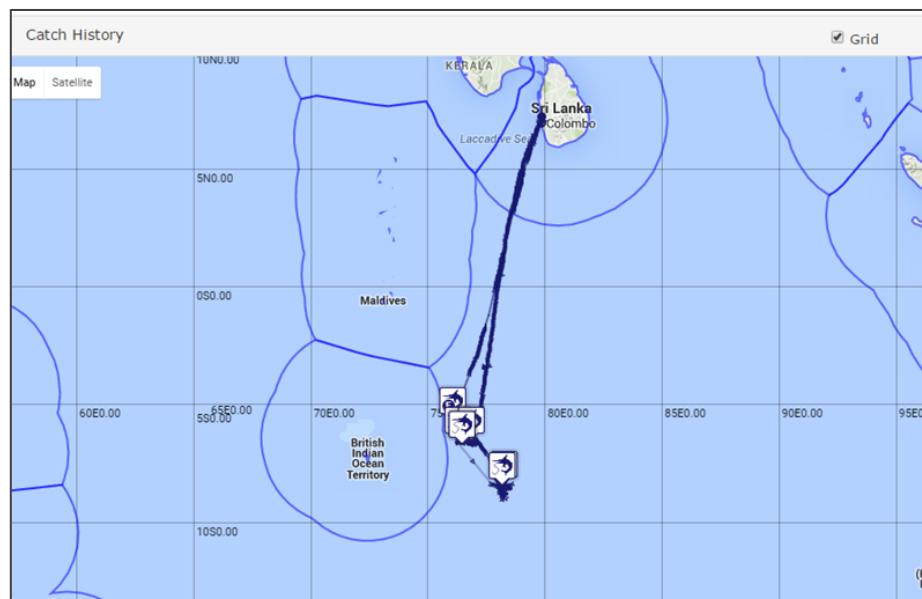 Catch History
Grid
10N0.00
KERALA
Map Satellite
Sri Lanka
Colombo
Laccadive Sea
5N0.00
0S0.00
Maldives
60E0.00 65E0.00 70E0.00 80E0.00 85E0.00 90E0.00
5S0.00
British
Indian
Ocean
Territory
10S0.00